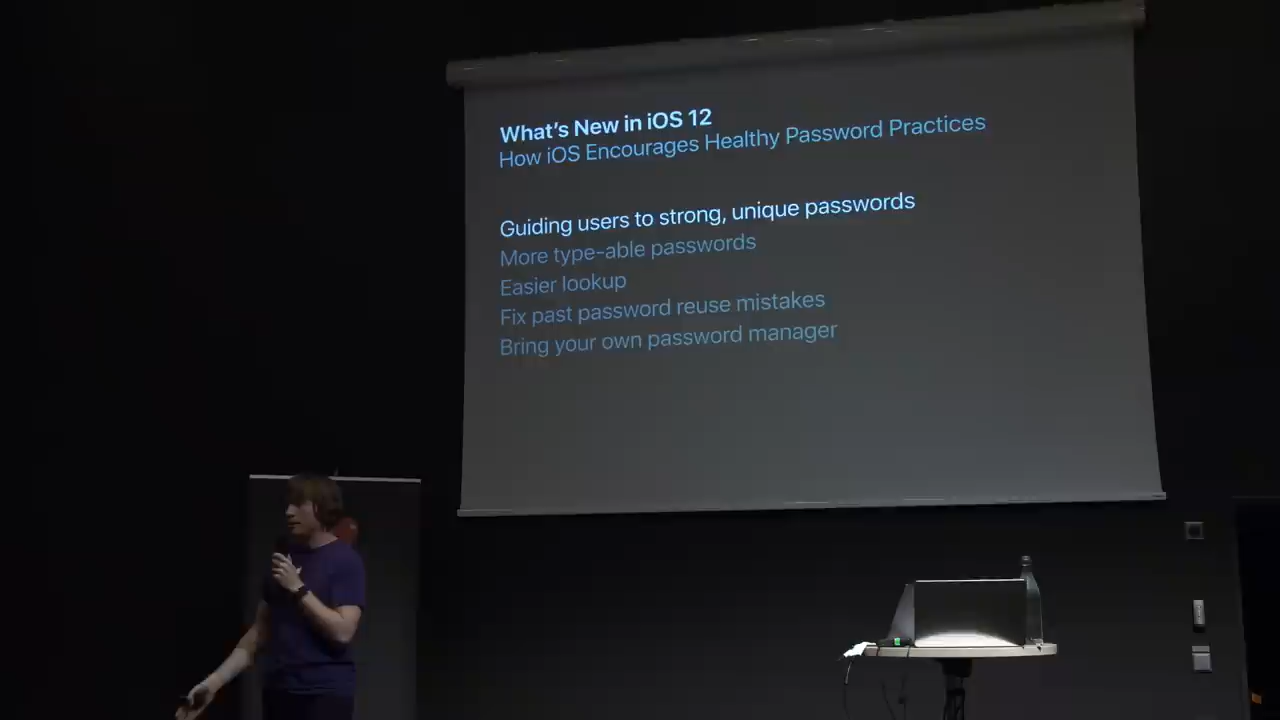 What's New in iOS 12
How iOS Encourages Healthy Password Practices
Guiding users to strong, unique passwords
More type-able passwords
Easier lookup
Fix past password reuse mistakes
Bring your own password manager